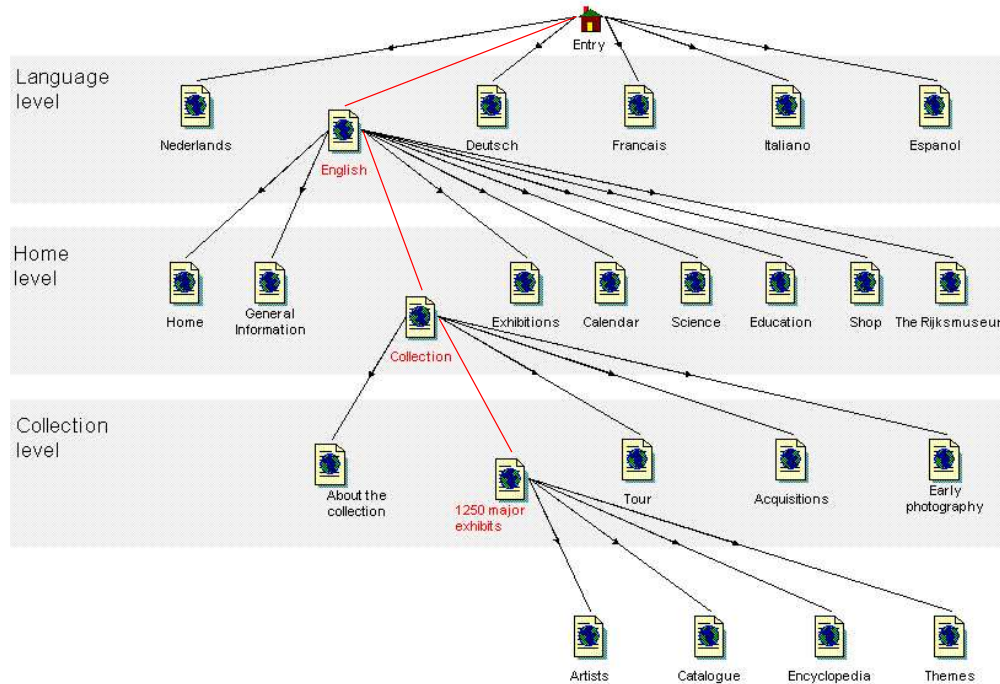 Entry
Language
level
Nederlands
English
Deutsch
Francais
Italiano
Espanol
Home
level
Home
General
Information
Collection
Exhibitions
Calendar
Science
Education
Shop
The Rijksmuseum
Collection
level
About the
collection
1250 major
exhibits
Tour
Acquisitions
Early
photography
Artists
Catalogue
Encyclopedia
Themes